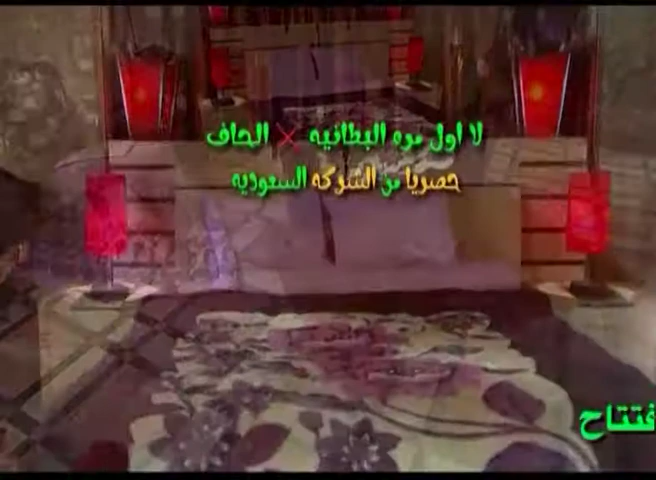 لا اول مره البطانيه × الحاف
حصريا من الشركه السعوديه
فتتاح